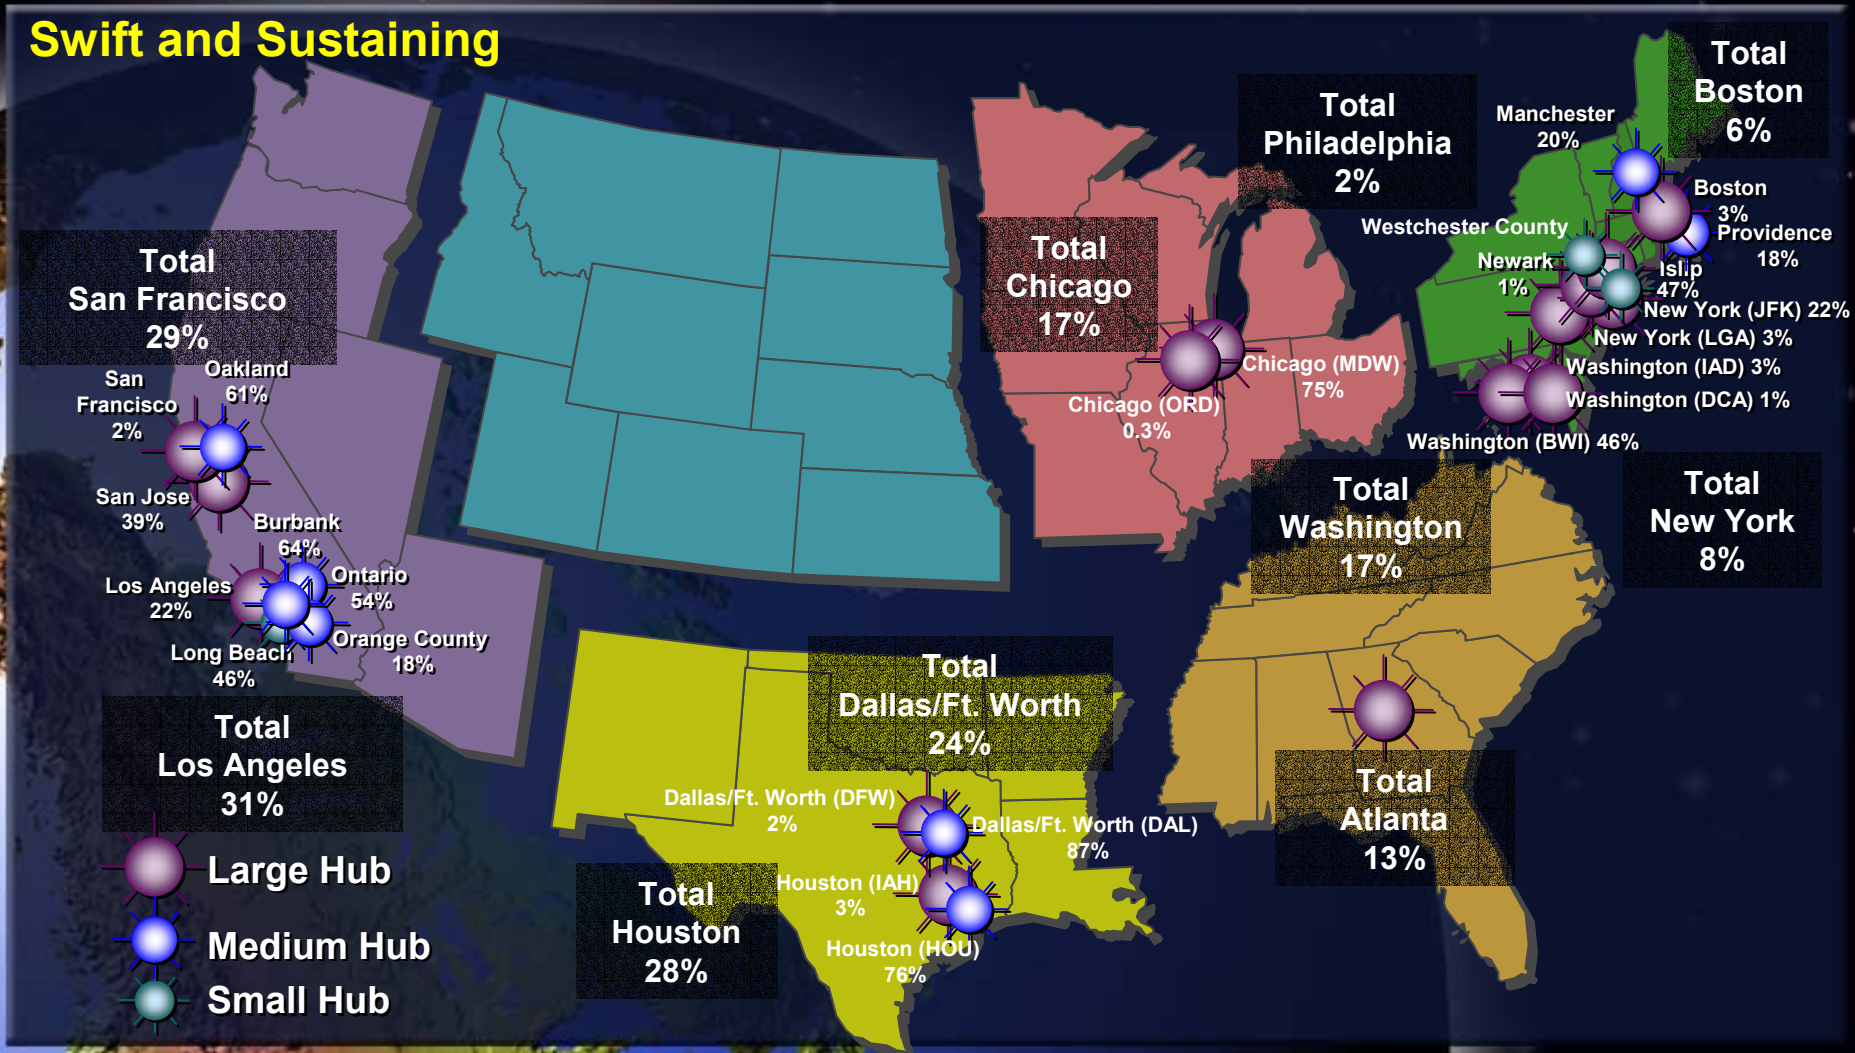 Swift and Sustaining
Total
Boston
6%
Total
Philadelphia
2%
Manchester
20%
Boston
3%
Providence
18%
Westchester County
Newark
1%
Islip
47%
New York (JFK) 22%
New York (LGA) 3%
Washington (IAD) 3%
Washington (DCA) 1%
Washington (BWI) 46%
Total
San Francisco
29%
Total
Chicago
17%
Chicago (MDW)
75%
Chicago (ORD)
0.3%
Oakland
61%
San
Francisco
2%
San Jose
39%
Burbank
64%
Los Angeles
22%
Ontario
54%
Orange County
18%
Long Beach
46%
Total
Washington
17%
Total
New York
8%
Total
Los Angeles
31%
Total
Dallas/Ft. Worth
24%
Dallas/Ft. Worth (DFW)
2%
Dallas/Ft. Worth (DAL)
87%
Total
Atlanta
13%
Total
Houston
28%
Houston (IAH)
3%
Houston (HOU)
76%
Large Hub
Medium Hub
Small Hub